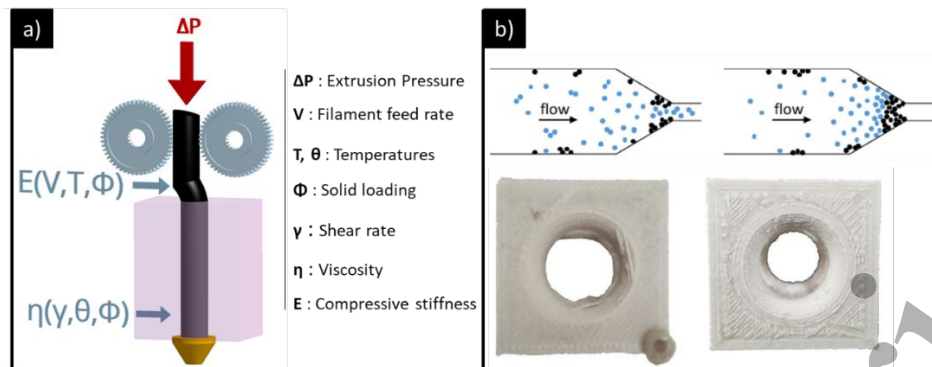 a)
ΔP
E(V,T,Φ)
η(γ,θ,Φ)
ΔP : Extrusion Pressure
V : Filament feed rate
T, θ : Temperatures
Φ : Solid loading
γ : Shear rate
η : Viscosity
E : Compressive stiffness
b)
flow
flow